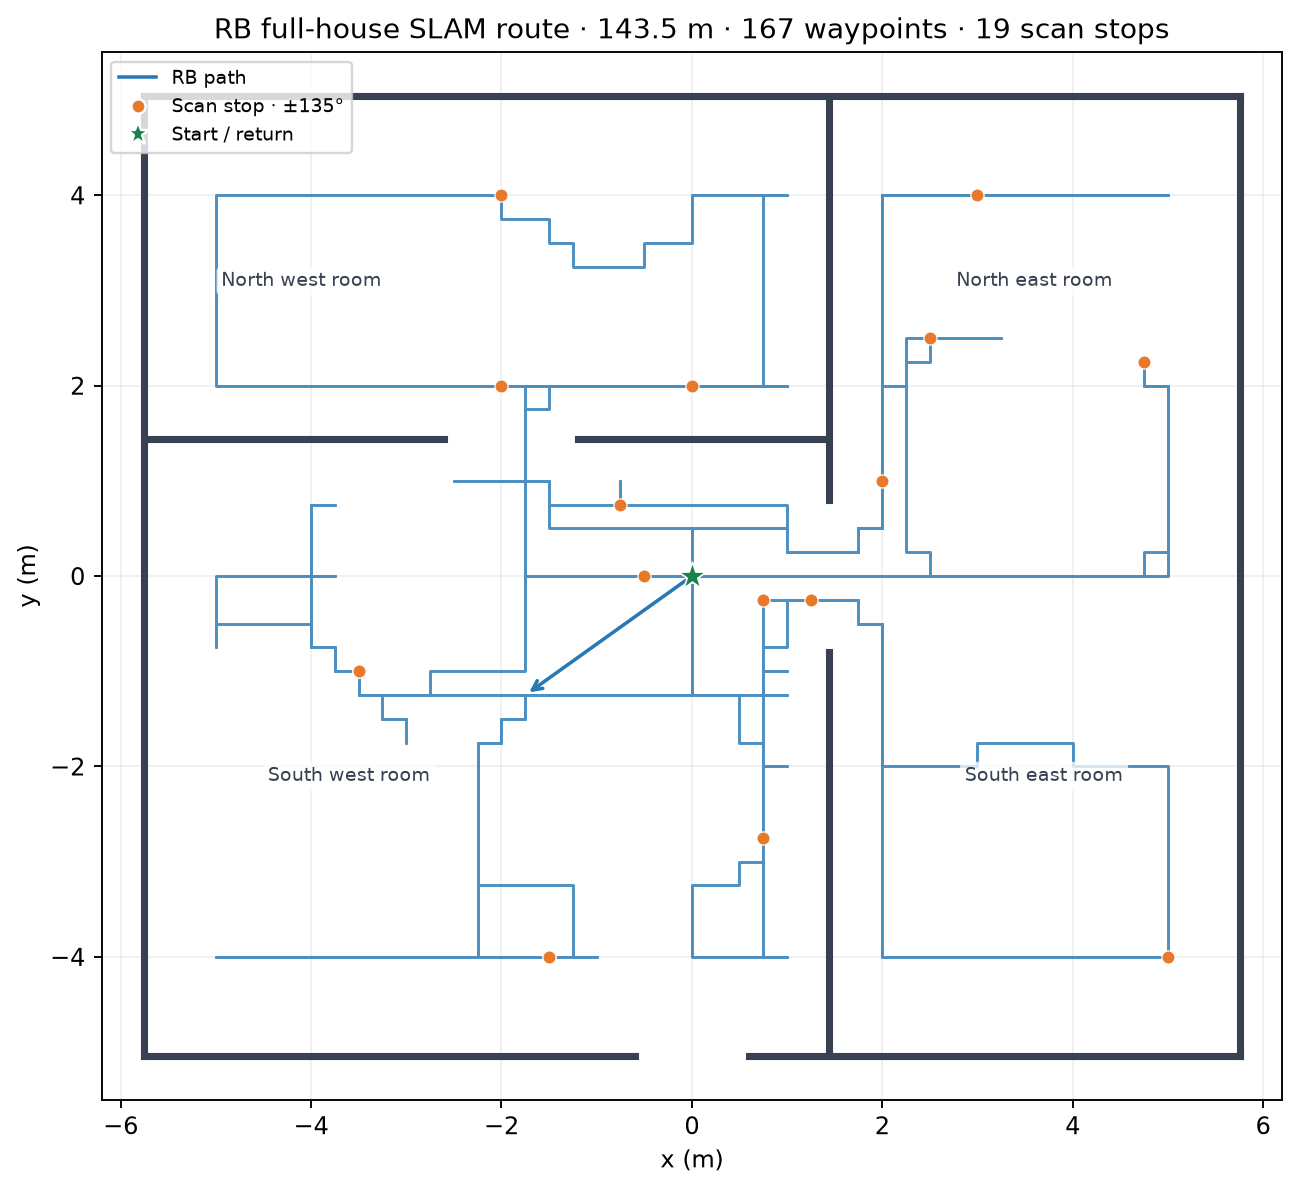 RB full-house SLAM route · 143.5 m · 167 waypoints · 19 scan stops
RB path
Scan stop · ±135°
Start / return
North west room
North east room
South west room
South east room
4
2
0
−2
−4
y (m)
−6
−4
−2
0
2
4
6
x (m)